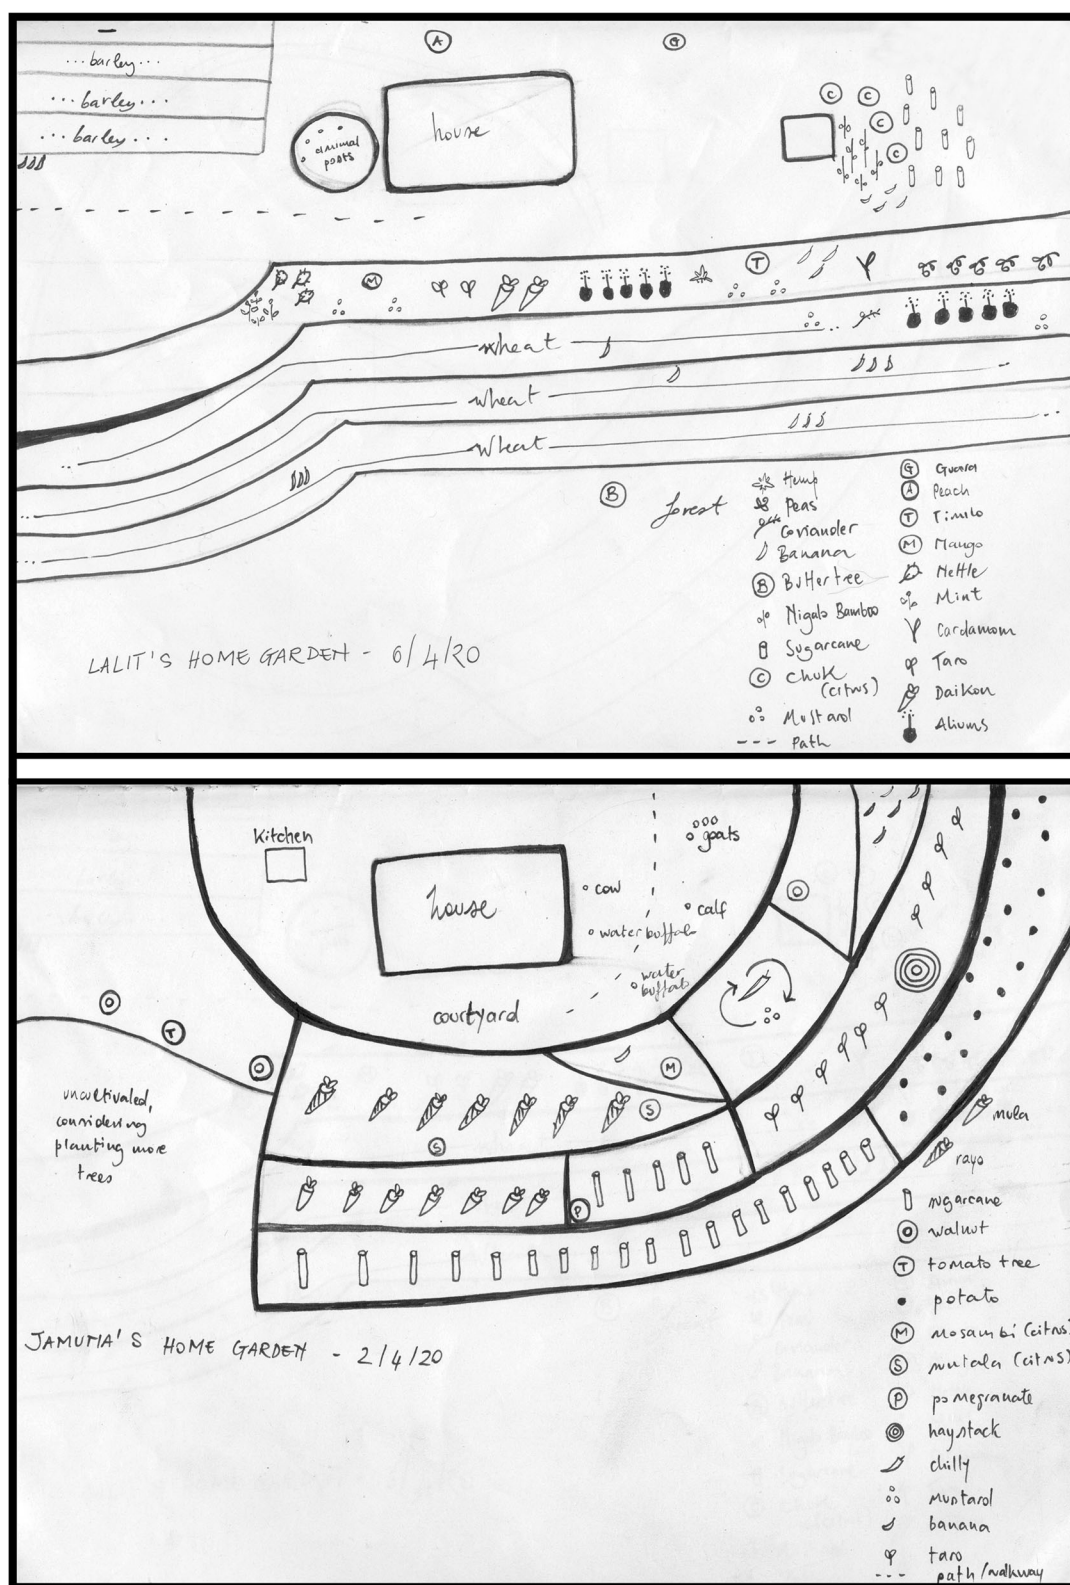 ...barley...
...barley...
...barley...
A
G
house
animal
posts
C
C
C
C
M
T
wheat
wheat
wheat
B
forest
Hemp
Peas
Coriander
Banana
B Buttertree
Nigalo Bamboo
Sugarcane
C Chuk
(citrus)
Mustard
--- Path
G Guava
A Peach
T Timilo
M Mango
Nettle
Mint
Cardamom
Taro
Daikon
Aliums
LALIT'S HOME GARDEN - 6/4/20
Kitchen
house
goats
cow
calf
water buffalo
water
buffalo
courtyard
T
M
S
S
P
uncultivated,
considering
planting more
trees
mula
rayo
sugarcane
walnut
T tomato tree
potato
M mosambi (citrus)
S suntala (citrus)
P pomegranate
haystack
chilly
mustard
banana
taro
--- path/walkway
JAMUNA'S HOME GARDEN - 2/4/20